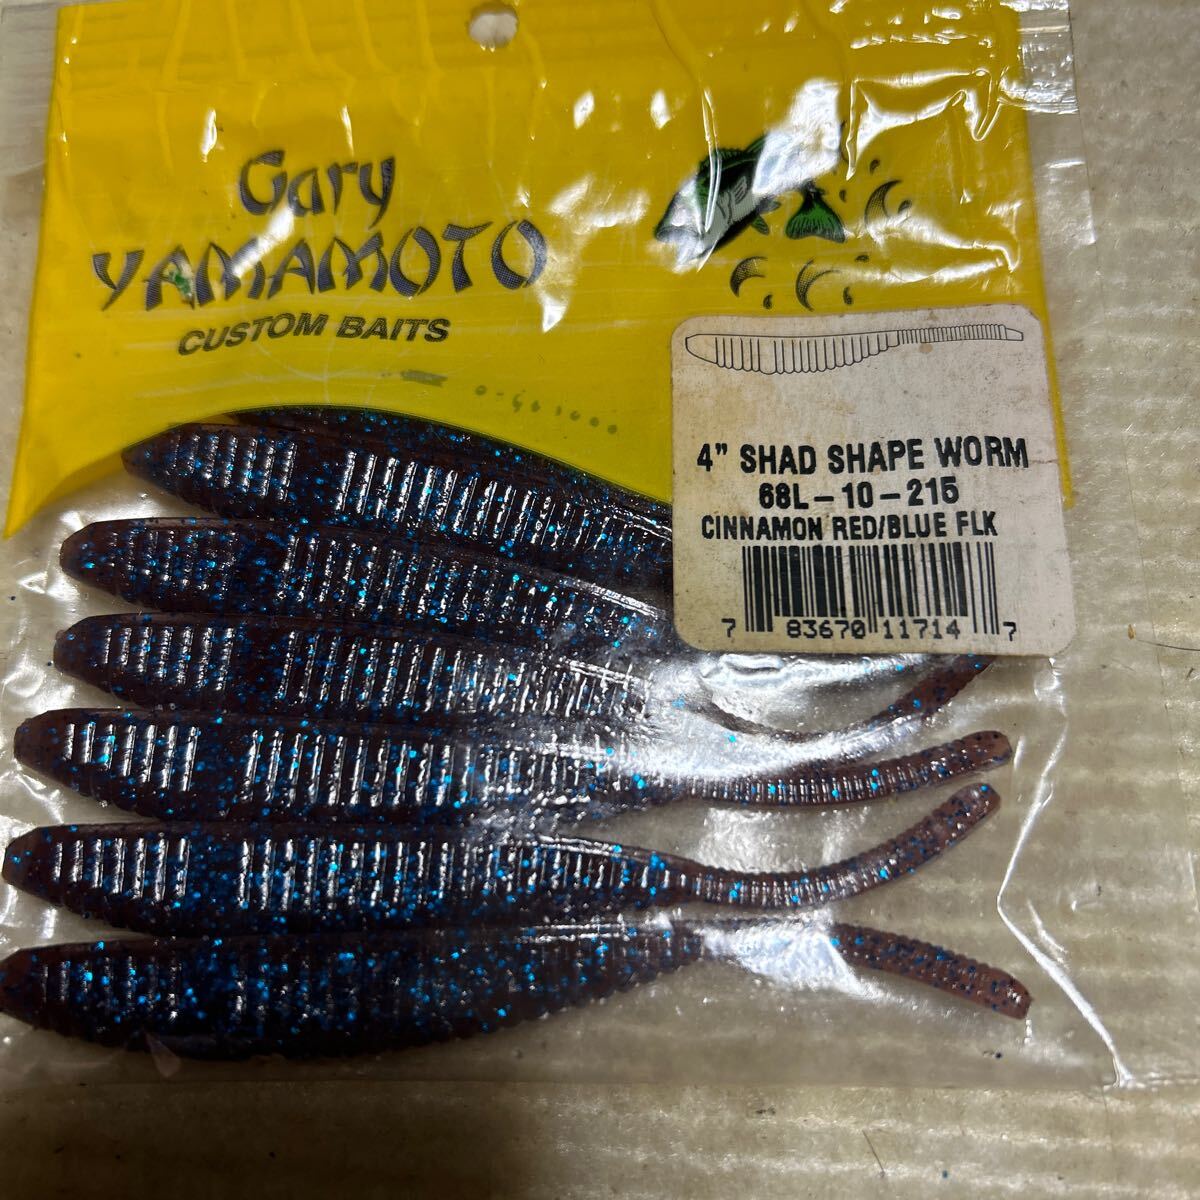 Gary
YAMAMOTO
CUSTOM BAITS
4" SHAD SHAPE WORM
68L-10-215
CINNAMON RED/BLUE FLK
7 83670 11714 7